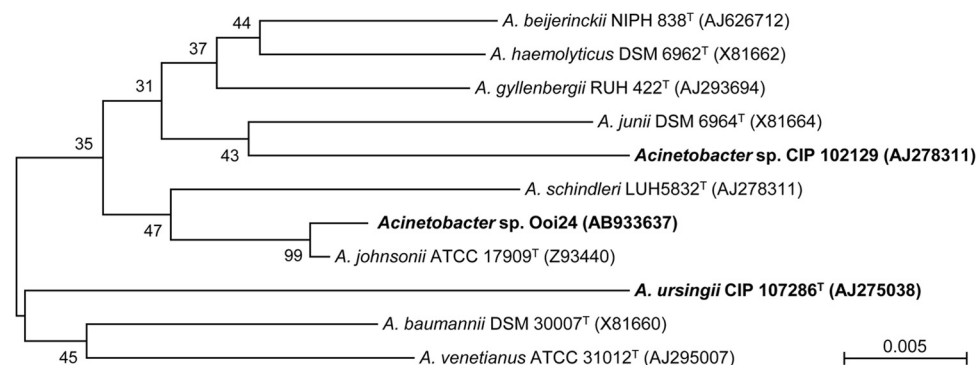 A. beijerinckii NIPH 838ᵀ (AJ626712)
44
A. haemolyticus DSM 6962ᵀ (X81662)
37
A. gyllenbergii RUH 422ᵀ (AJ293694)
31
A. junii DSM 6964ᵀ (X81664)
35
43
Acinetobacter sp. CIP 102129 (AJ278311)
A. schindleri LUH5832ᵀ (AJ278311)
Acinetobacter sp. Ooi24 (AB933637)
47
99
A. johnsonii ATCC 17909ᵀ (Z93440)
A. ursingii CIP 107286ᵀ (AJ275038)
A. baumannii DSM 30007ᵀ (X81660)
45
A. venetianus ATCC 31012ᵀ (AJ295007)
0.005